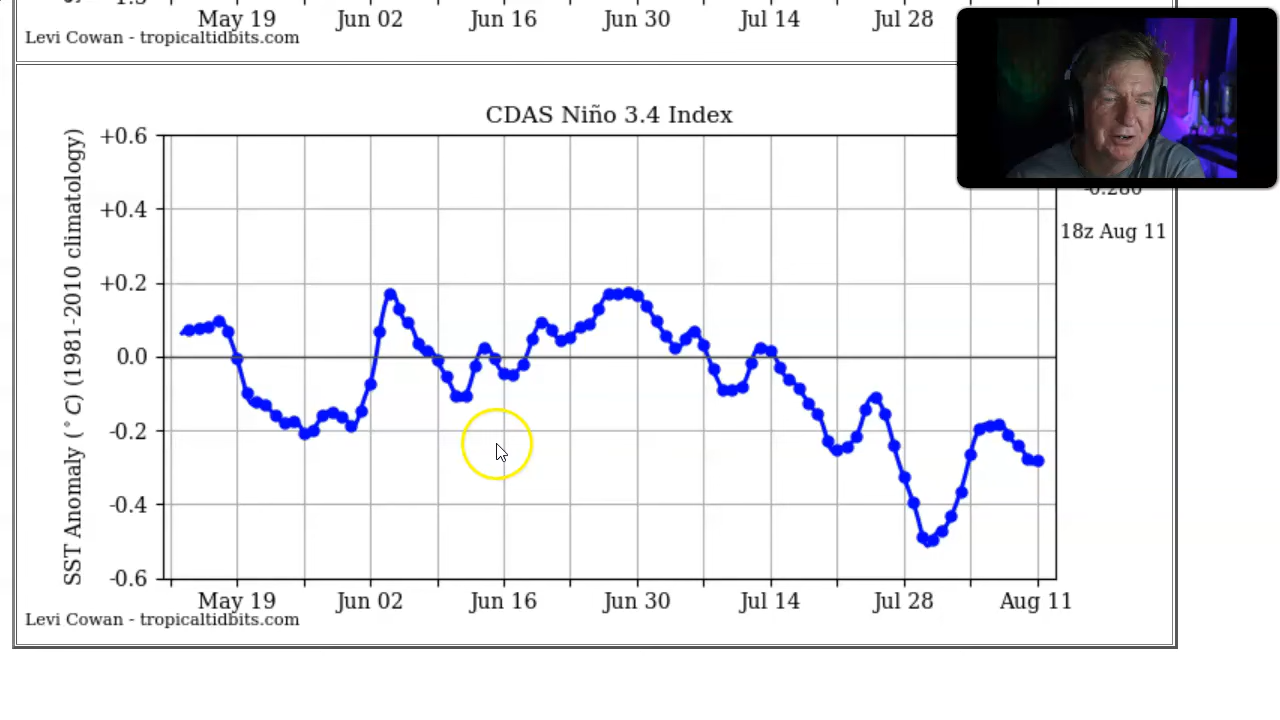 May 19 Jun 02 Jun 16 Jun 30 Jul 14 Jul 28
Levi Cowan - tropicaltidbits.com
CDAS Niño 3.4 Index
SST Anomaly (°C) (1981-2010 climatology)
+0.6
+0.4
+0.2
0.0
-0.2
-0.4
-0.6
-0.280
18z Aug 11
May 19 Jun 02 Jun 16 Jun 30 Jul 14 Jul 28 Aug 11
Levi Cowan - tropicaltidbits.com